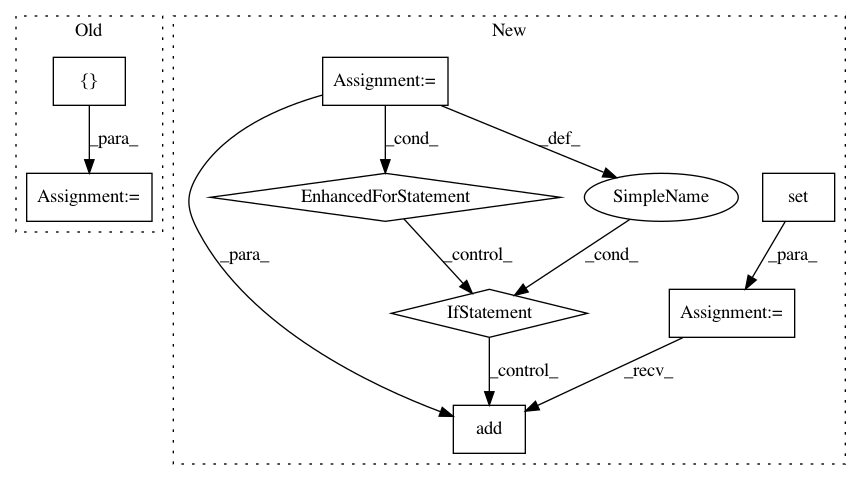 Old
New
{}
Assignment:=
_para_
_cond_
_def_
Assignment:=
EnhancedForStatement
SimpleName
set
_para_
_control_
_cond_
_para_
IfStatement
Assignment:=
_control_
_recv_
add